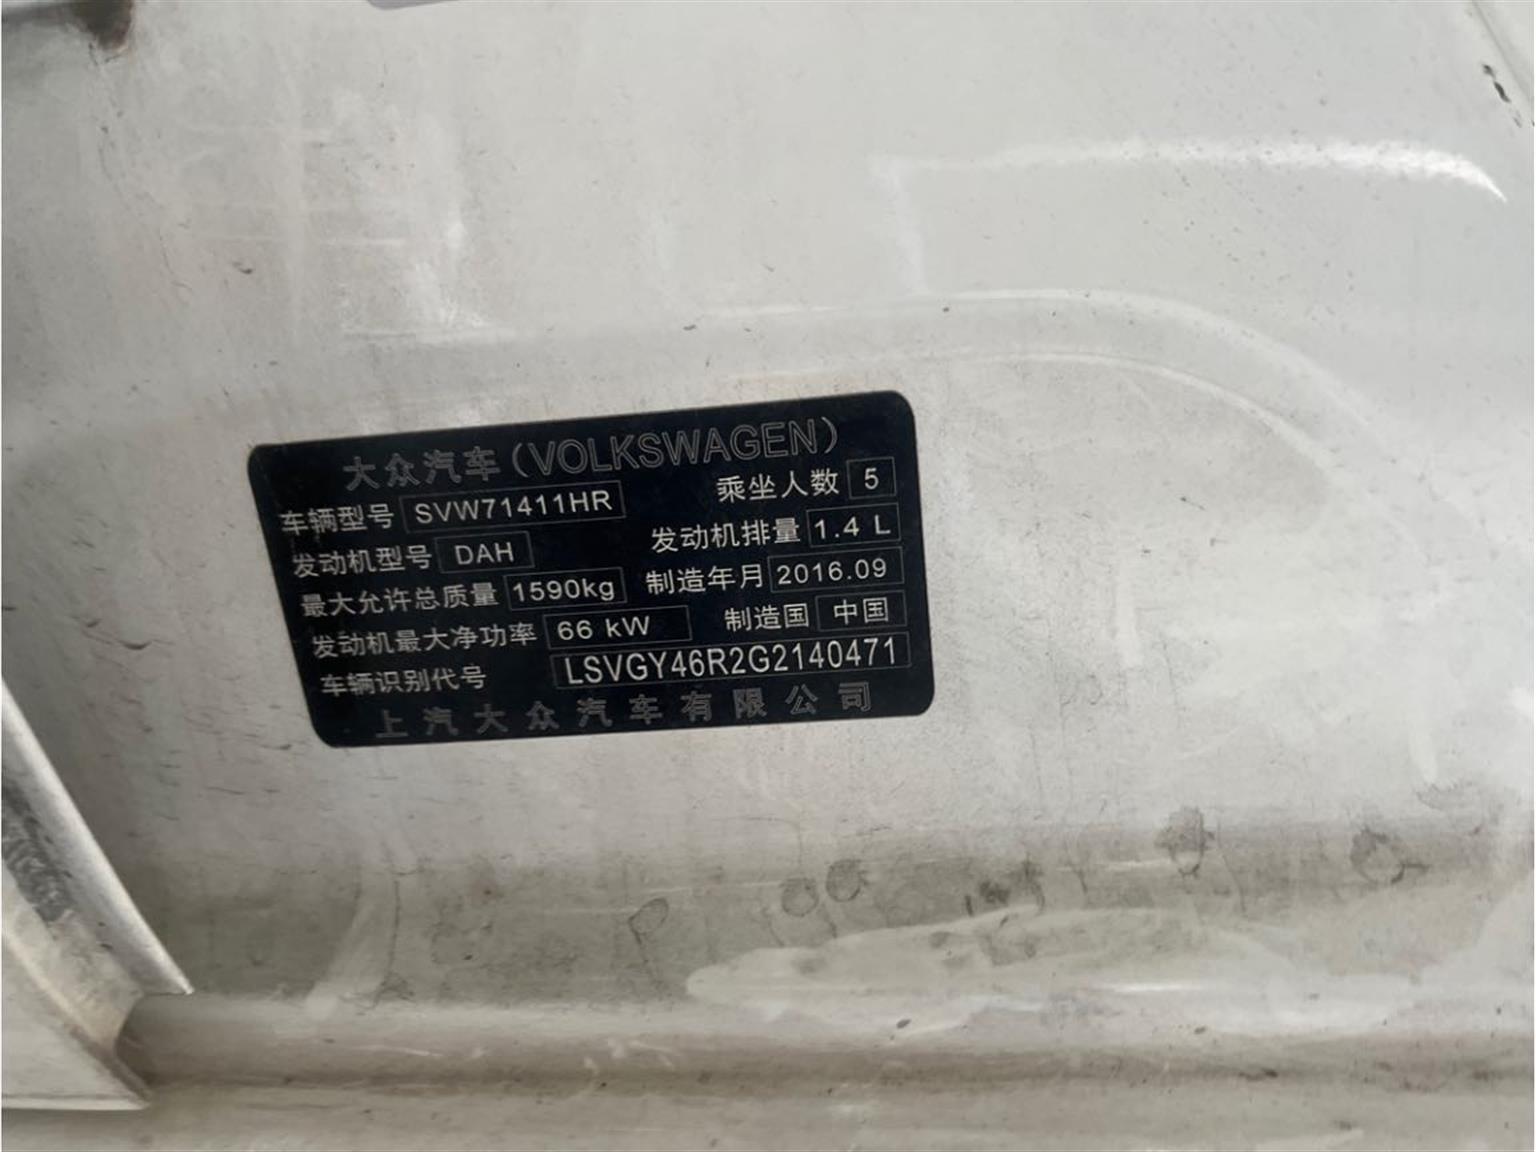 大众汽车(VOLKSWAGEN)
车辆型号 SVW71411HR 乘坐人数 5
发动机型号 DAH 发动机排量 1.4 L
最大允许总质量 1590kg 制造年月 2016.09
发动机最大净功率 66 kW 制造国 中国
车辆识别代号 LSVGY46R2G2140471
上汽大众汽车有限公司